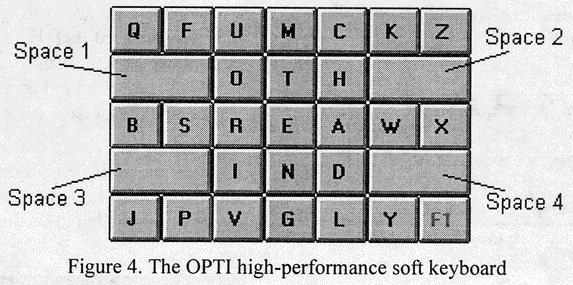 Q F U M C K Z
Space 1
Space 2
O T H
B S R E A W X
I N D
Space 3
Space 4
J P V G L Y F1
Figure 4. The OPTI high-performance soft keyboard